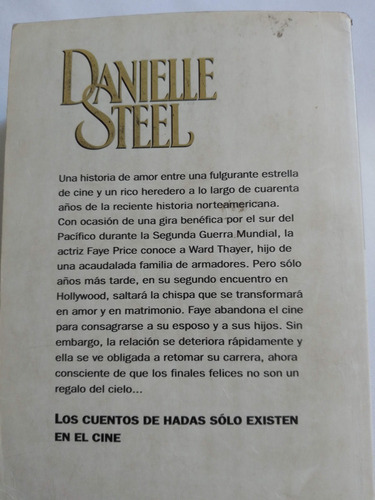 DANIELLE
STEEL
Una historia de amor entre una fulgurante estrella
de cine y un rico heredero a lo largo de cuarenta
años de la reciente historia norteamericana.
Con ocasión de una gira benéfica por el sur del
Pacífico durante la Segunda Guerra Mundial, la
actriz Faye Price conoce a Ward Thayer, hijo de
una acaudalada familia de armadores. Pero sólo
años más tarde, en su segundo encuentro en
Hollywood, saltará la chispa que se transformará
en amor y en matrimonio. Faye abandona el cine
para consagrarse a su esposo y a sus hijos. Sin
embargo, la relación se deteriora rápidamente y
ella se ve obligada a retomar su carrera, ahora
consciente de que los finales felices no son un
regalo del cielo...
LOS CUENTOS DE HADAS SÓLO EXISTEN
EN EL CINE